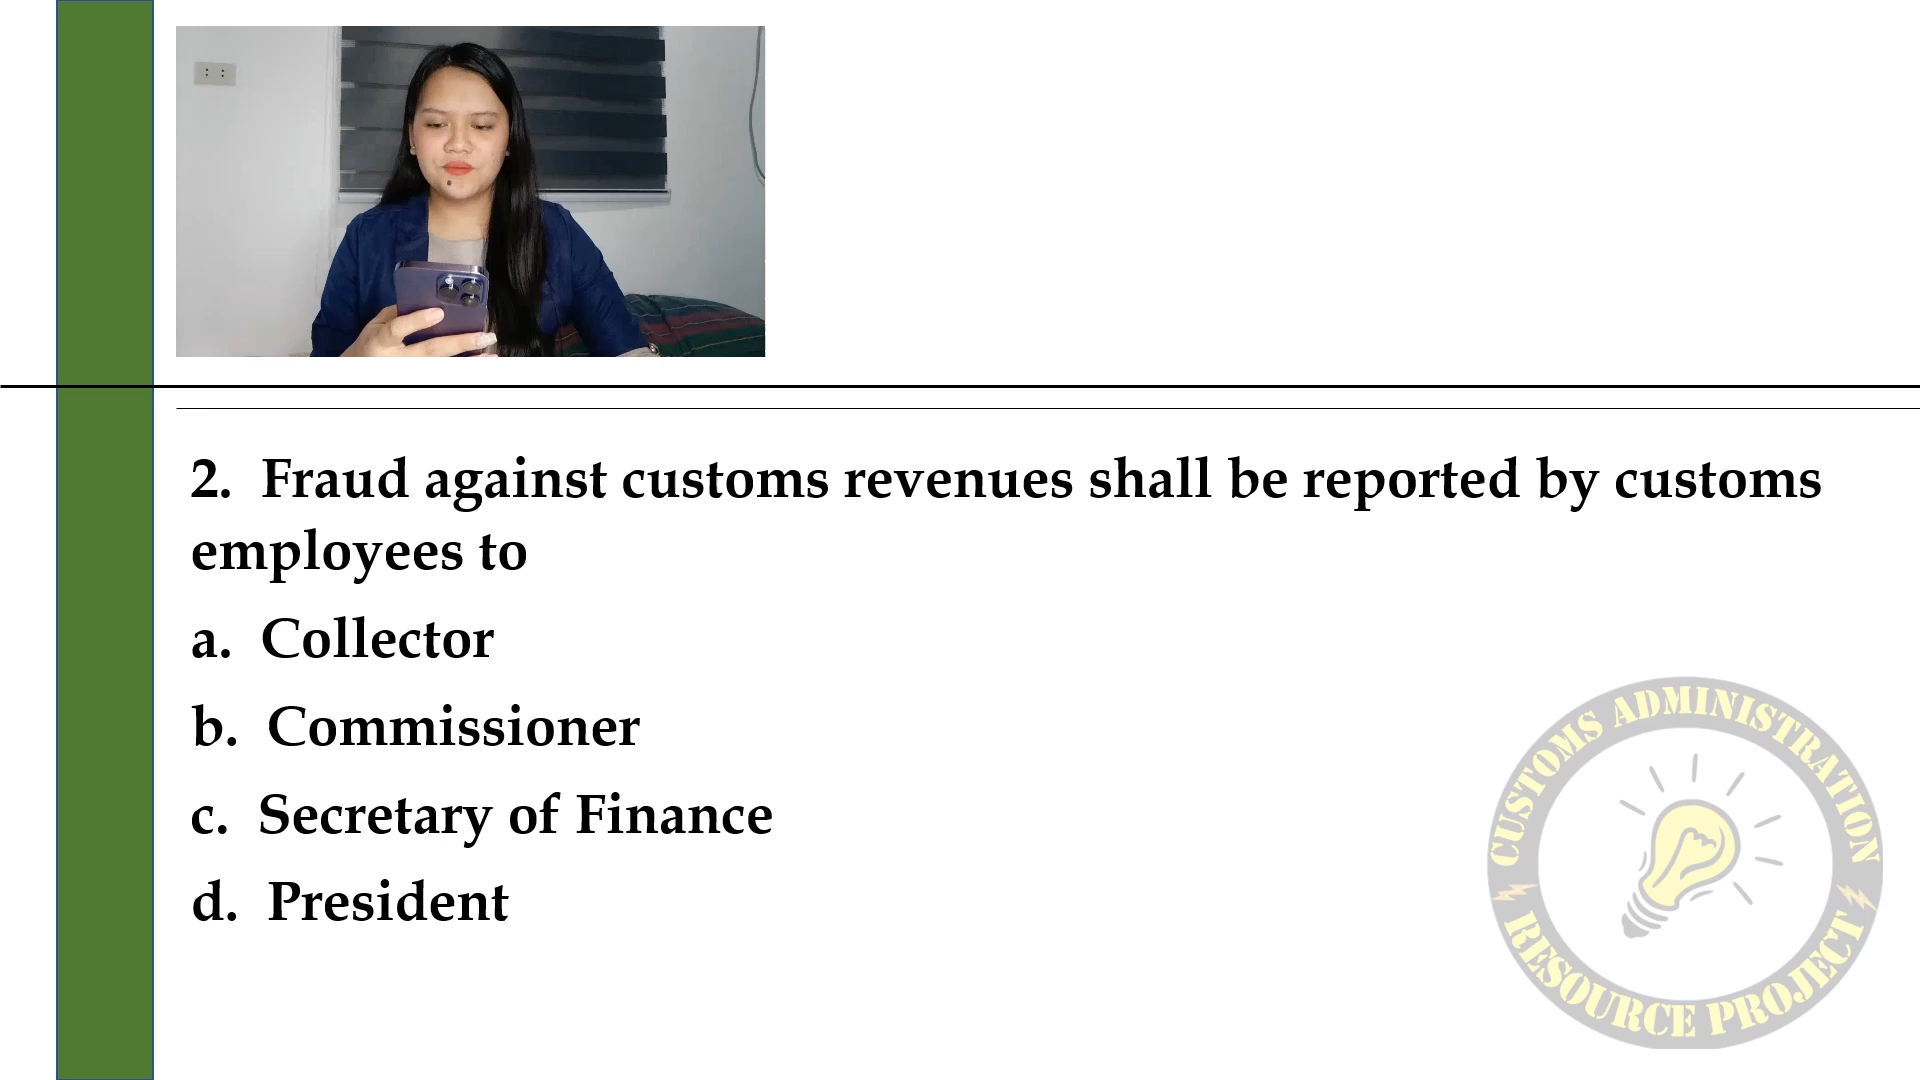 2. Fraud against customs revenues shall be reported by customs
employees to
a. Collector
b. Commissioner
c. Secretary of Finance
d. President
CUSTOMS ADMINISTRATION
RESOURCE PROJECT